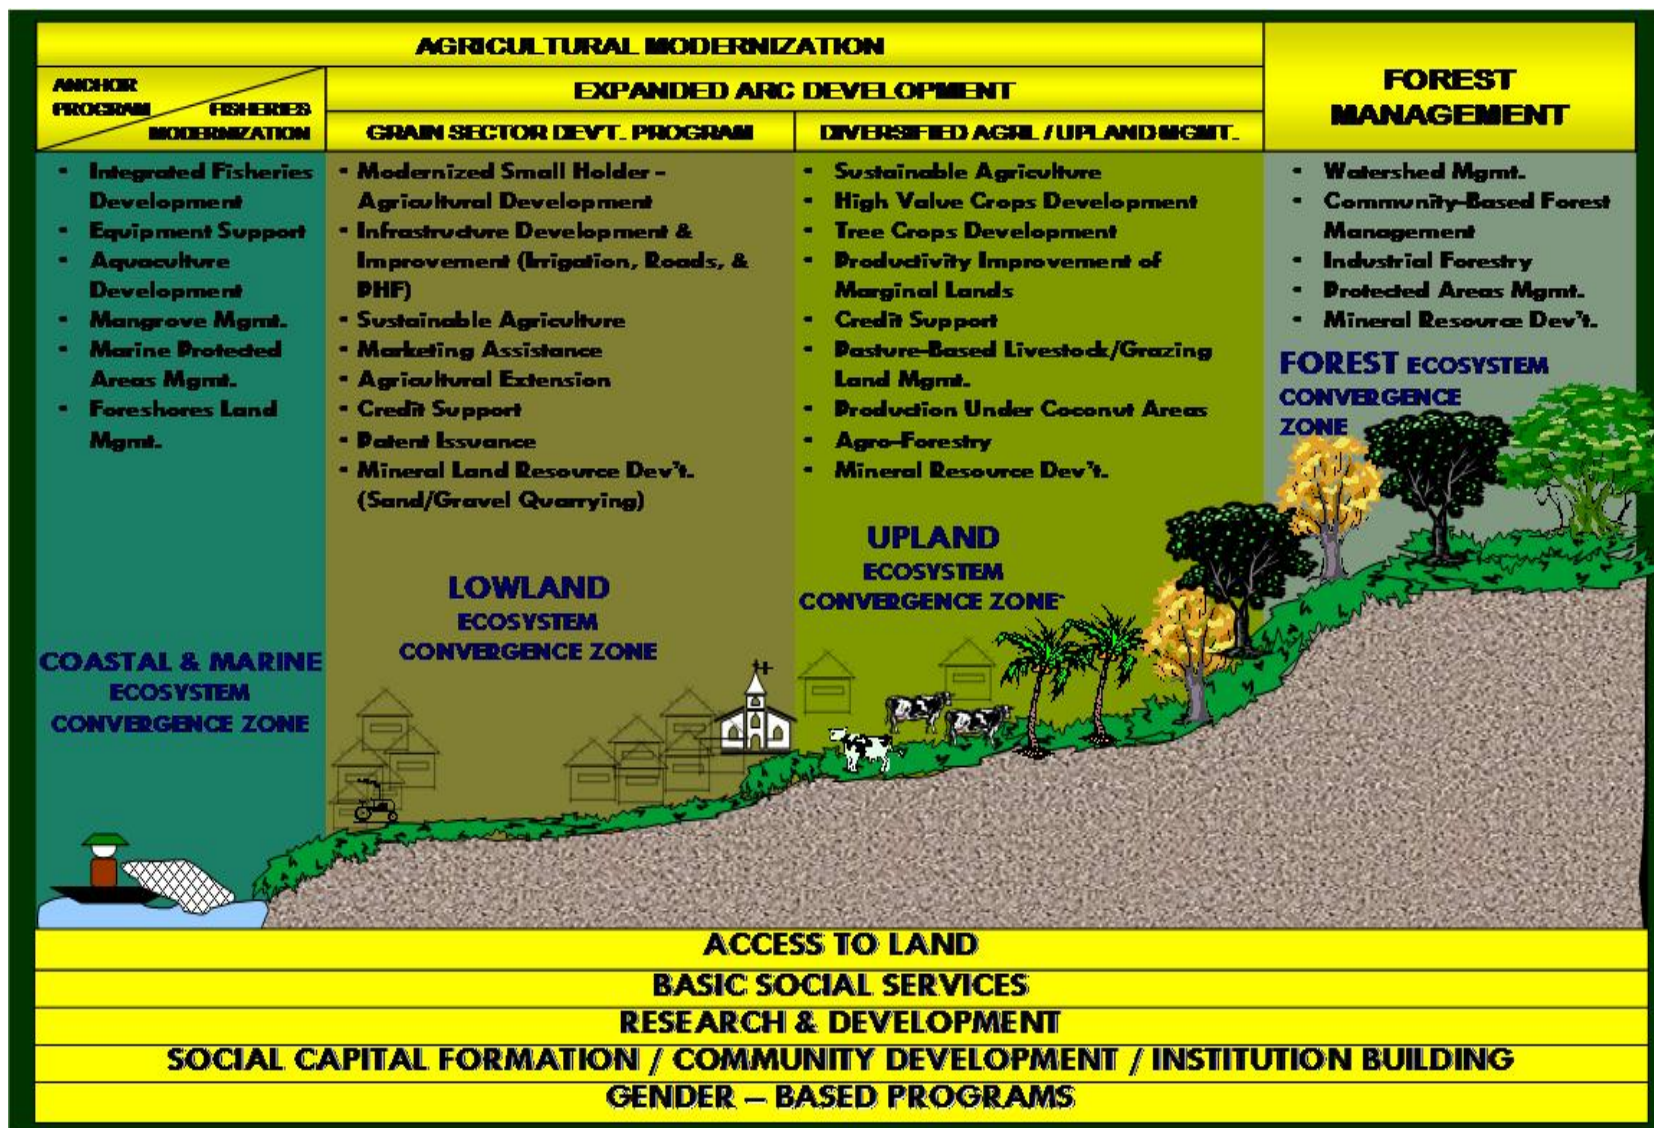 AGRICULTURAL MODERNIZATION
ANCHOR
PROGRAM
FISHERIES
MODERNIZATION
EXPANDED ARC DEVELOPMENT
GRAIN SECTOR DEVT. PROGRAM
DIVERSIFIED AGRL / UPLAND MGMT.
FOREST
MANAGEMENT
- Integrated Fisheries
Development
- Equipment Support
- Aquaculture
Development
- Mangrove Mgmt.
- Marine Protected
Areas Mgmt.
- Foreshores Land
Mgmt.
COASTAL & MARINE
ECOSYSTEM
CONVERGENCE ZONE
- Modernized Small Holder –
Agricultural Development
- Infrastructure Development &
Improvement (Irrigation, Roads, &
PHF)
- Sustainable Agriculture
- Marketing Assistance
- Agricultural Extension
- Credit Support
- Patent Issuance
- Mineral Land Resource Dev't.
(Sand/Gravel Quarrying)
LOWLAND
ECOSYSTEM
CONVERGENCE ZONE
- Sustainable Agriculture
- High Value Crops Development
- Tree Crops Development
- Productivity Improvement of
Marginal Lands
- Credit Support
- Pasture-Based Livestock/Grazing
Land Mgmt.
- Production Under Coconut Areas
- Agro-Forestry
- Mineral Resource Dev't.
UPLAND
ECOSYSTEM
CONVERGENCE ZONE`
- Watershed Mgmt.
- Community-Based Forest
Management
- Industrial Forestry
- Protected Areas Mgmt.
- Mineral Resource Dev't.
FOREST ECOSYSTEM
CONVERGENCE
ZONE
ACCESS TO LAND
BASIC SOCIAL SERVICES
RESEARCH & DEVELOPMENT
SOCIAL CAPITAL FORMATION / COMMUNITY DEVELOPMENT / INSTITUTION BUILDING
GENDER – BASED PROGRAMS